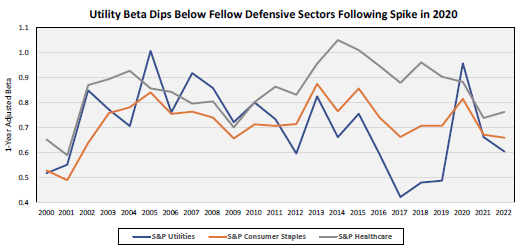 Utility Beta Dips Below Fellow Defensive Sectors Following Spike in 2020
1.1
1.0
0.9
0.8
0.7
0.6
0.5
0.4
1-Year Adjusted Beta
2000 2001 2002 2003 2004 2005 2006 2007 2008 2009 2010 2011 2012 2013 2014 2015 2016 2017 2018 2019 2020 2021 2022
S&P Utilities S&P Consumer Staples S&P Healthcare